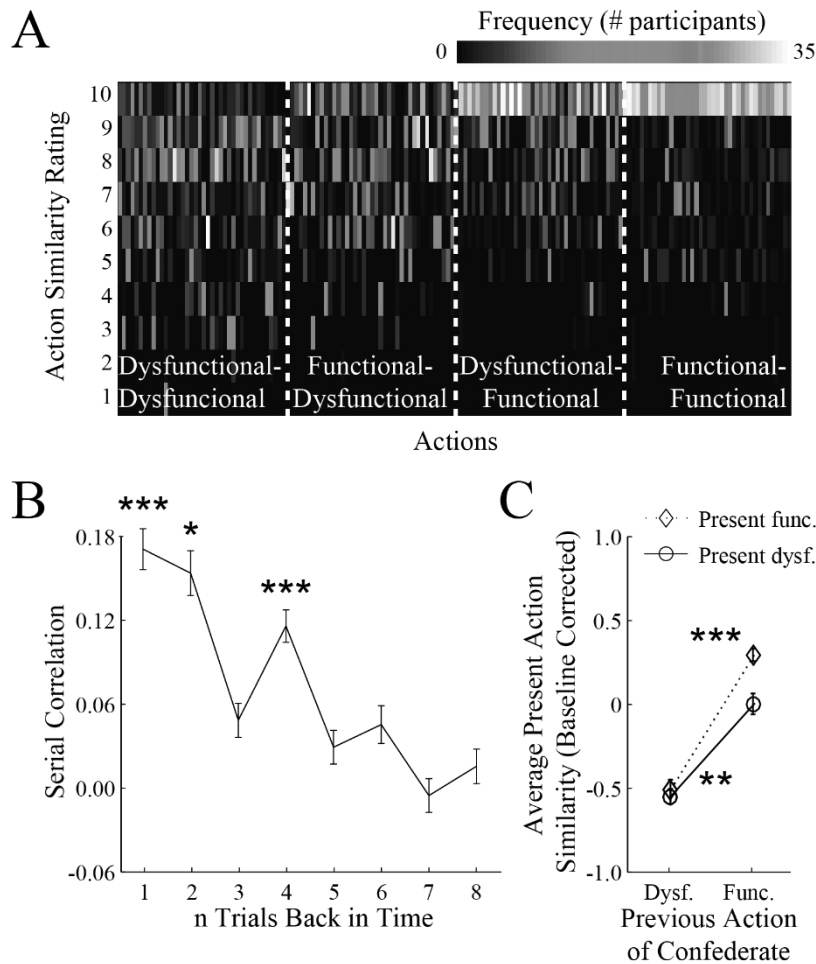 A
Frequency (# participants)
0
35
Action Similarity Rating
10
9
8
7
6
5
4
3
2
1
Dysfunctional-
Dysfuncional
Functional-
Dysfunctional
Dysfunctional-
Functional
Functional-
Functional
Actions
B
Serial Correlation
0.18
0.12
0.06
0.00
-0.06
***
*
***
1 2 3 4 5 6 7 8
n Trials Back in Time
C
Present func.
Present dysf.
Average Present Action
Similarity (Baseline Corrected)
1.0
0.5
0
-0.5
-1.0
***
**
Dysf. Func.
Previous Action
of Confederate